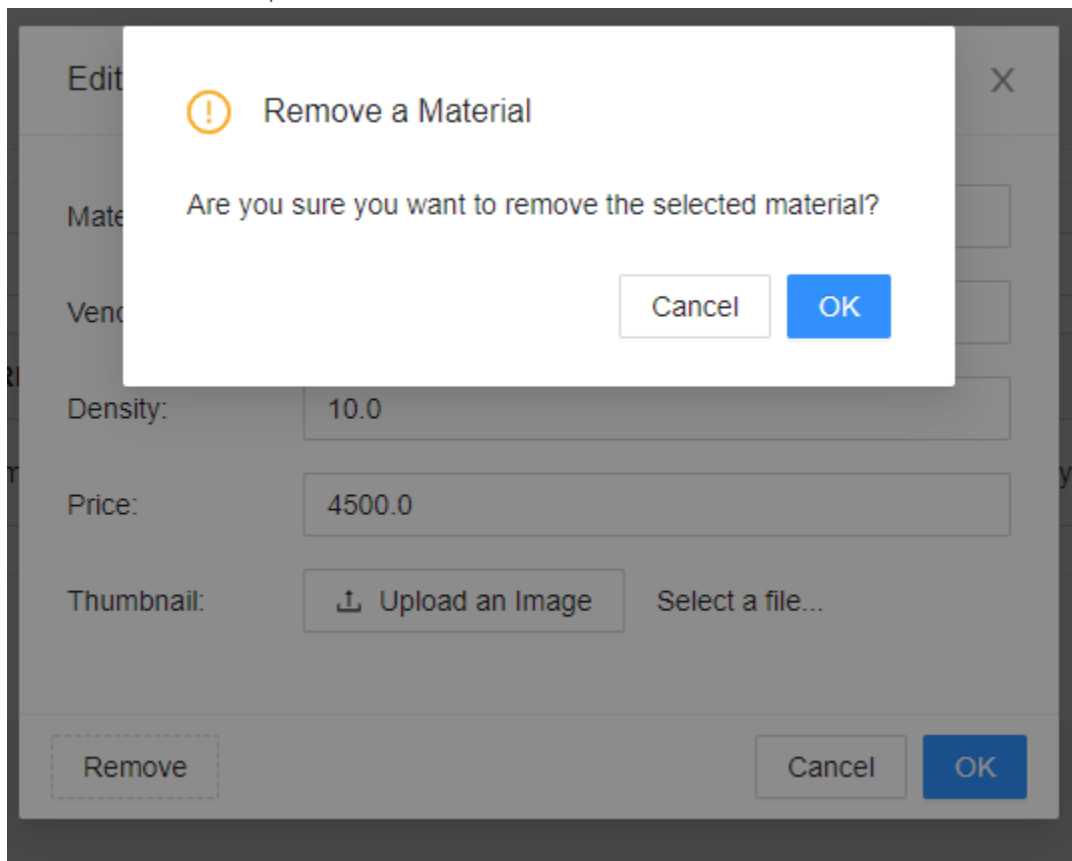 Edit
X
Remove a Material
Are you sure you want to remove the selected material?
Cancel OK
Density: 10.0
Price: 4500.0
Thumbnail: Upload an Image Select a file...
Remove Cancel OK